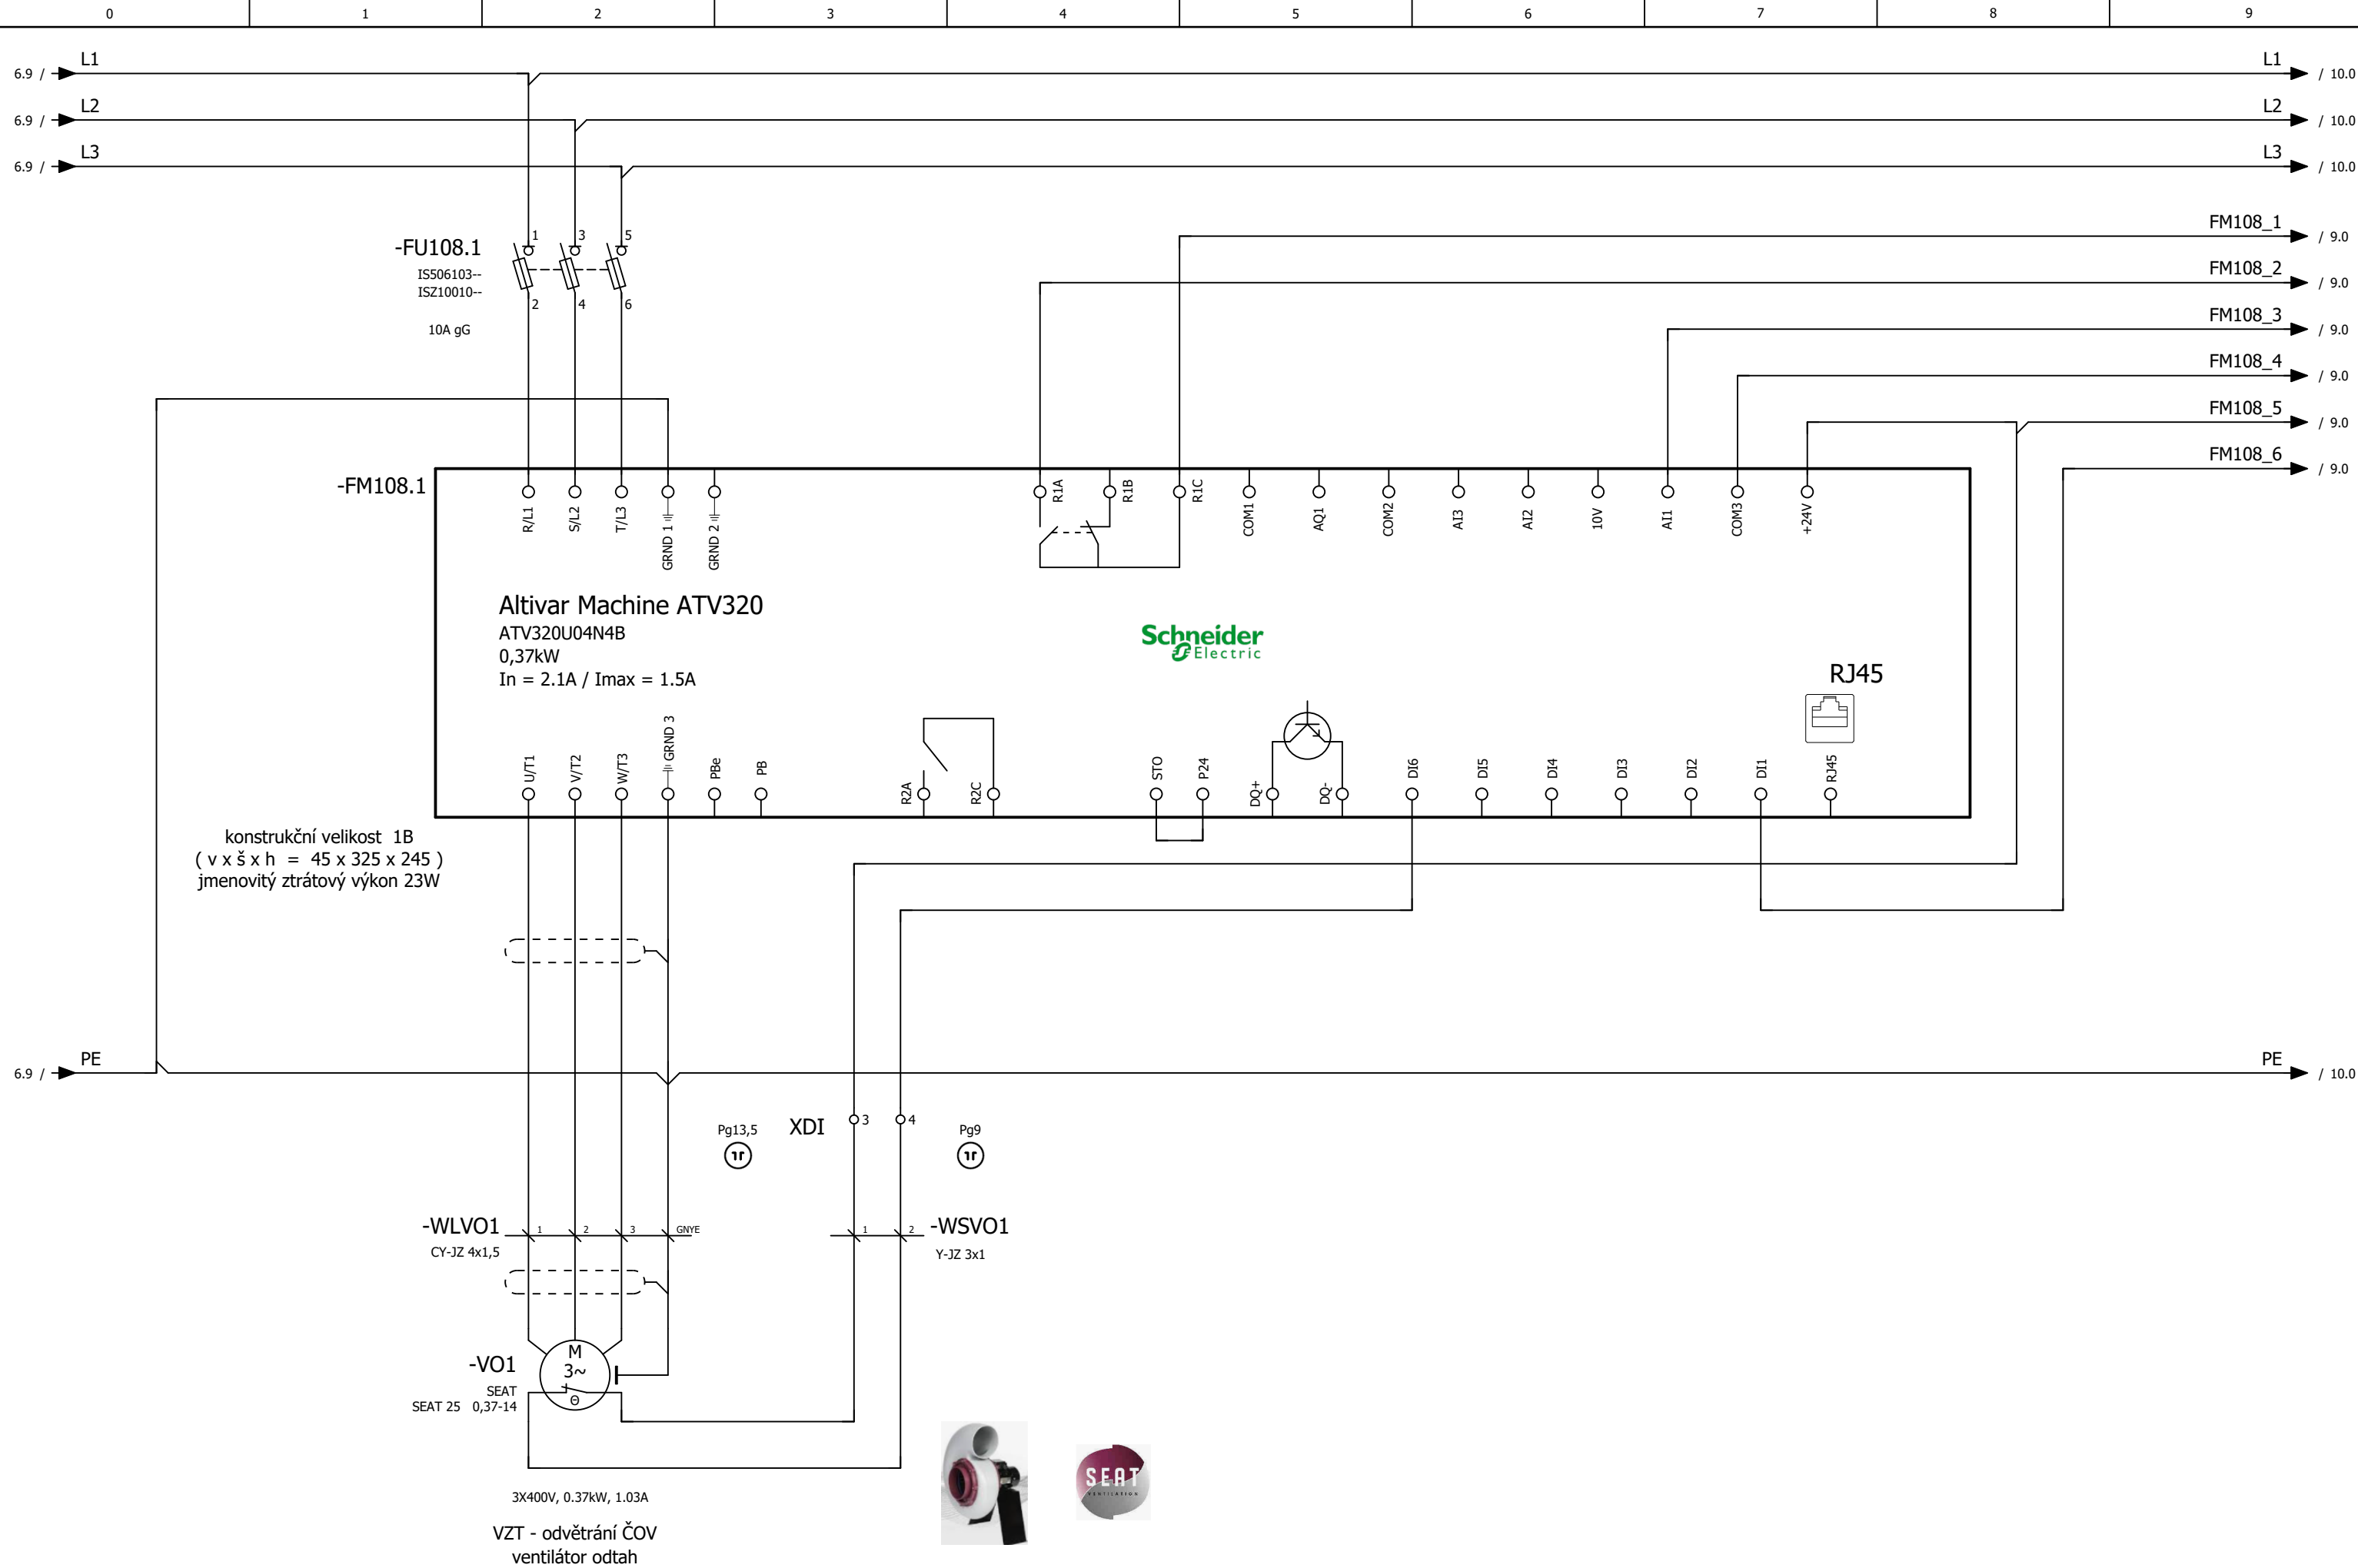 0 1 2 3 4 5 6 7 8 9
L1 L1
6.9 / / 10.0
L2 L2
6.9 / / 10.0
L3 L3
6.9 / / 10.0
FM108_1
/ 9.0
-FU108.1 1 3 5
IS506103--
ISZ10010--
2 4 6
10A gG
FM108_2
/ 9.0
FM108_3
/ 9.0
FM108_4
/ 9.0
FM108_5
/ 9.0
FM108_6
/ 9.0
-FM108.1
R/L1 S/L2 T/L3 GRND 1 GRND 2 R1A R1B R1C COM1 AQ1 COM2 AI3 AI2 10V AI1 COM3 +24V
Altivar Machine ATV320
ATV320U04N4B
0,37kW
In = 2.1A / Imax = 1.5A
Schneider
Electric
RJ45
U/T1 V/T2 W/T3 GRND 3 PBe PB R2A R2C STO P24 DQ+ DQ- DI6 DI5 DI4 DI3 DI2 DI1 RJ45
konstrukční velikost 1B
( v x š x h = 45 x 325 x 245 )
jmenovitý ztrátový výkon 23W
PE PE
6.9 / / 10.0
Pg13,5 XDI 3 4 Pg9
-WLVO1 1 2 3 GNYE 1 2 -WSVO1
CY-JZ 4x1,5 Y-JZ 3x1
-VO1 M
3~
SEAT
SEAT 25 0,37-14
Θ
SEAT
VENTILATION
3X400V, 0.37kW, 1.03A
VZT - odvětrání ČOV
ventilátor odtah